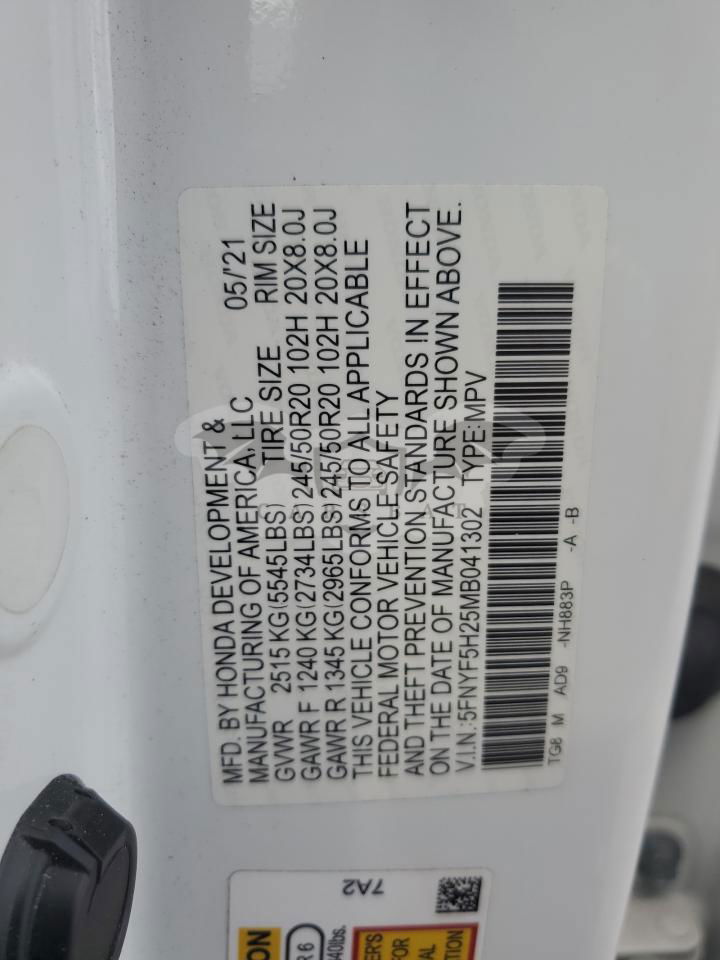 MFD. BY HONDA DEVELOPMENT &
MANUFACTURING OF AMERICA, LLC 05/'21
GVWR 2515 KG(5545LBS) TIRE SIZE RIM SIZE
GAWR F 1240 KG(2734LBS) 245/50R20 102H 20X8.0J
GAWR R 1345 KG(2965LBS) 245/50R20 102H 20X8.0J
THIS VEHICLE CONFORMS TO ALL APPLICABLE
FEDERAL MOTOR VEHICLE SAFETY
AND THEFT PREVENTION STANDARDS IN EFFECT
ON THE DATE OF MANUFACTURE SHOWN ABOVE.
V.I.N.:5FNYF5H25MB041302 TYPE:MPV
TG8 M AD9 -NH883P -A -B
7A2